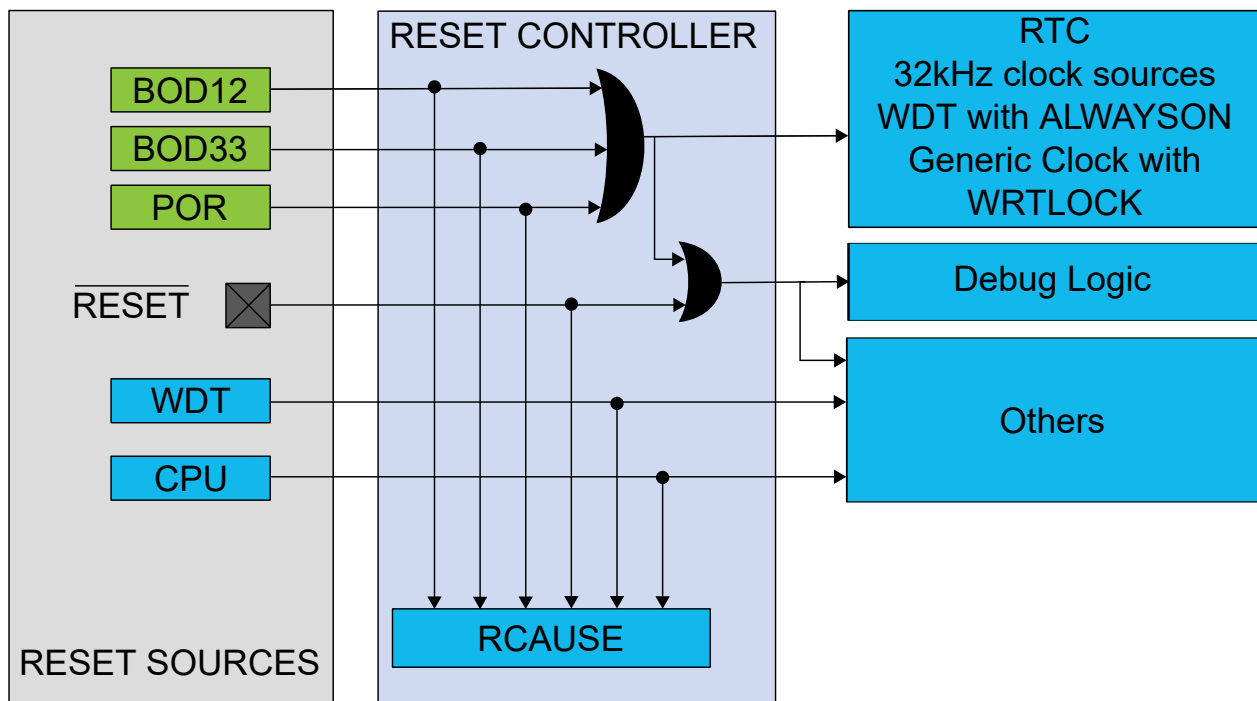 RESET CONTROLLER
BOD12
BOD33
POR
RESET
WDT
CPU
RESET SOURCES
RCAUSE
RTC
32kHz clock sources
WDT with ALWAYSON
Generic Clock with
WRTLOCK
Debug Logic
Others